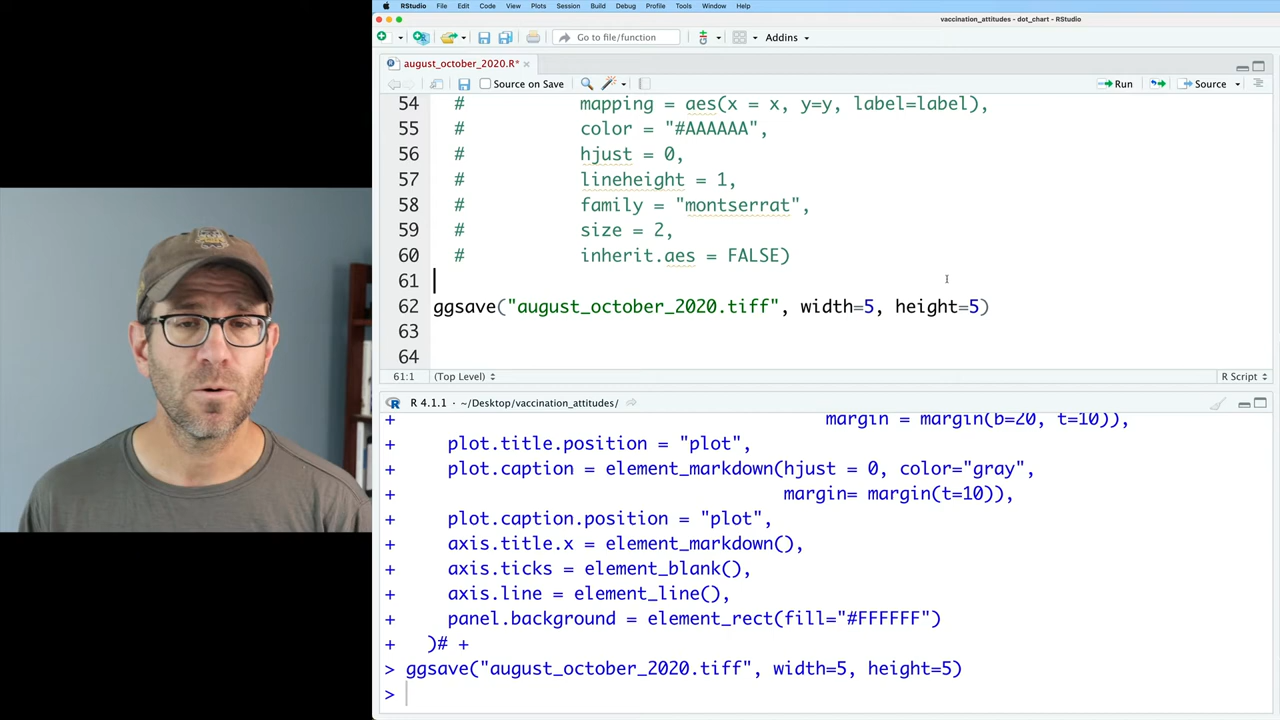 RStudio File Edit Code View Plots Session Build Debug Profile Tools Window Help
vaccination_attitudes - dot_chart - RStudio
Go to file/function Addins
august_october_2020.R*
Source on Save Run Source
54 # mapping = aes(x = x, y=y, label=label),
55 # color = "#AAAAAA",
56 # hjust = 0,
57 # lineheight = 1,
58 # family = "montserrat",
59 # size = 2,
60 # inherit.aes = FALSE)
61
62 ggsave("august_october_2020.tiff", width=5, height=5)
63
64
61:1 (Top Level) R Script
R 4.1.1 · ~/Desktop/vaccination_attitudes/
+ margin = margin(b=20, t=10)),
+ plot.title.position = "plot",
+ plot.caption = element_markdown(hjust = 0, color="gray",
+ margin= margin(t=10)),
+ plot.caption.position = "plot",
+ axis.title.x = element_markdown(),
+ axis.ticks = element_blank(),
+ axis.line = element_line(),
+ panel.background = element_rect(fill="#FFFFFF")
+ )# +
> ggsave("august_october_2020.tiff", width=5, height=5)
>